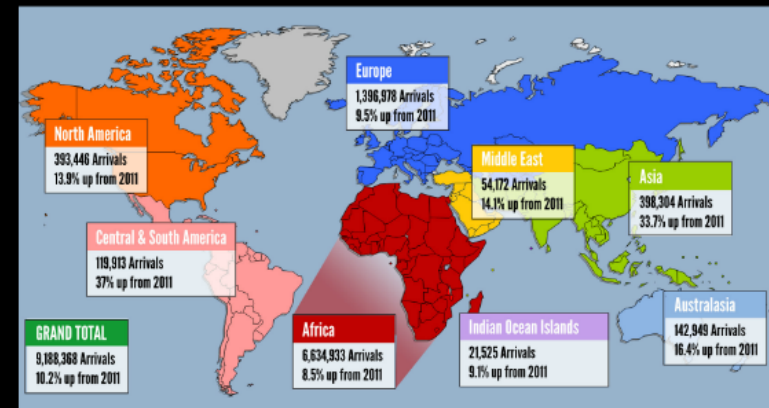 Europe
1,396,978 Arrivals
9.5% up from 2011
North America
393,446 Arrivals
13.9% up from 2011
Middle East
54,172 Arrivals
14.1% up from 2011
Asia
398,304 Arrivals
33.7% up from 2011
Central & South America
119,913 Arrivals
37% up from 2011
GRAND TOTAL
9,188,368 Arrivals
10.2% up from 2011
Africa
6,634,933 Arrivals
8.5% up from 2011
Indian Ocean Islands
21,525 Arrivals
9.1% up from 2011
Australasia
142,949 Arrivals
16.4% up from 2011